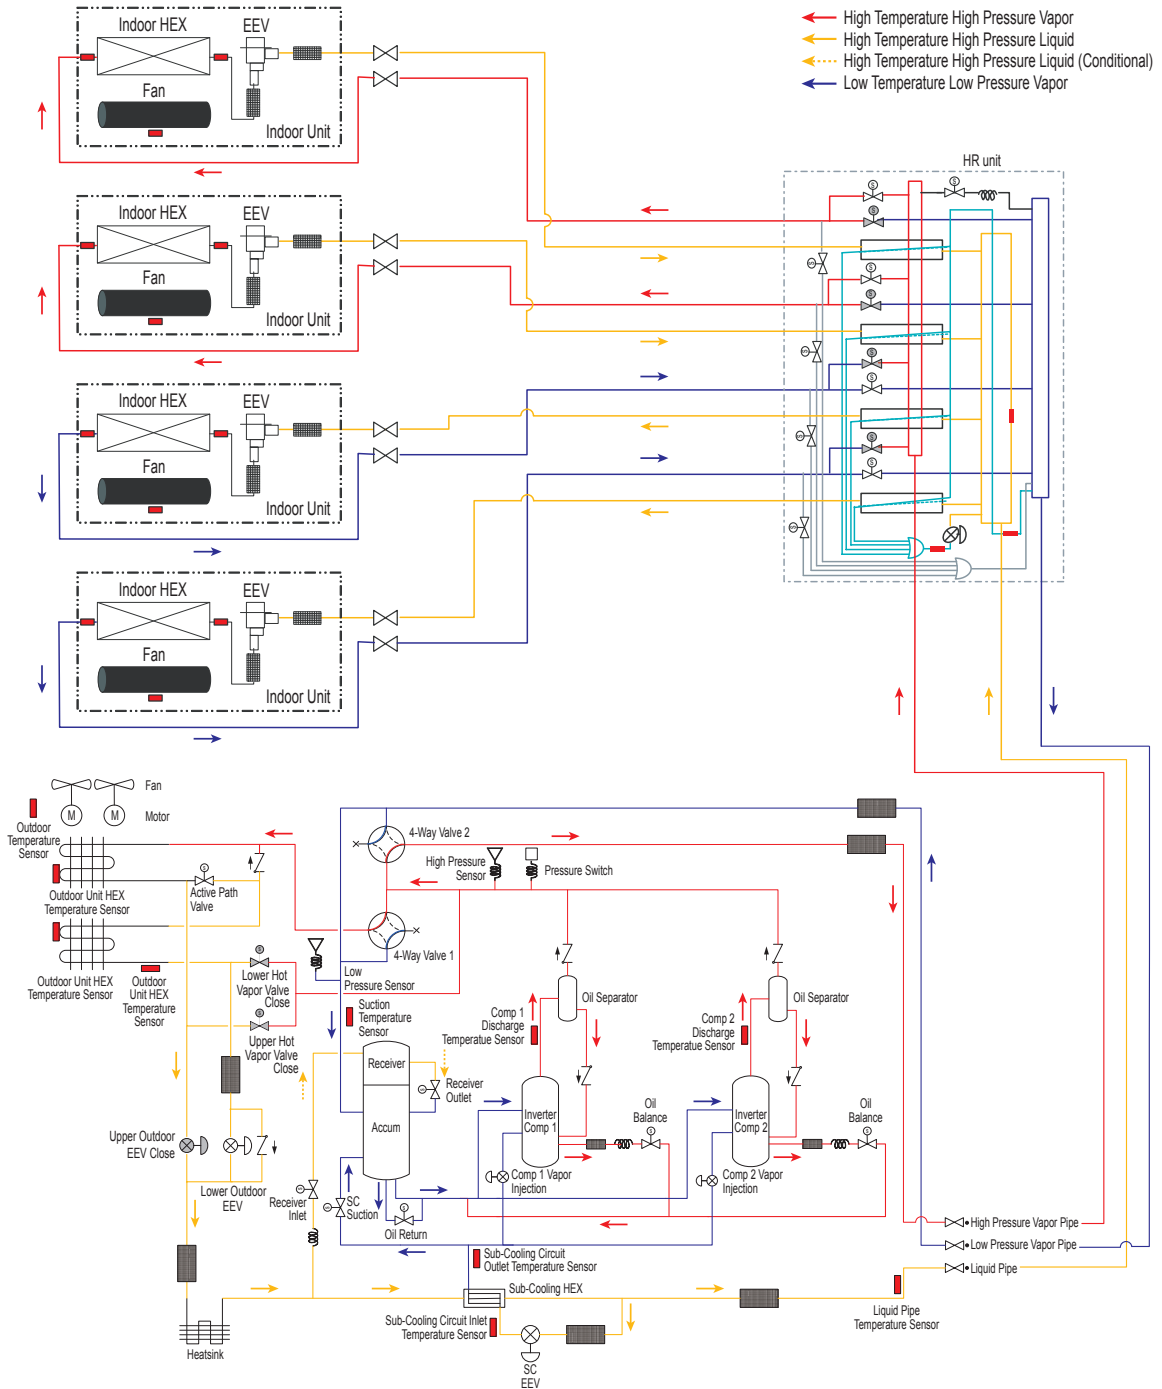 High Temperature High Pressure Vapor
High Temperature High Pressure Liquid
High Temperature High Pressure Liquid (Conditional)
Low Temperature Low Pressure Vapor
Indoor HEX
EEV
Fan
Indoor Unit
Indoor HEX
EEV
Fan
Indoor Unit
Indoor HEX
EEV
Fan
Indoor Unit
Indoor HEX
EEV
Fan
Indoor Unit
HR unit
S
S
S
S
S
S
S
S
S
S
S
S
S
Fan
M
M
Motor
Outdoor
Temperature
Sensor
4-Way Valve 2
High Pressure
Sensor
Pressure Switch
S
Active Path
Valve
Outdoor Unit HEX
Temperature Sensor
4-Way Valve 1
S
Lower Hot
Vapor Valve
Close
Low
Pressure Sensor
Outdoor Unit HEX
Temperature Sensor
Outdoor
Unit HEX
Temperature
Sensor
S
Upper Hot
Vapor Valve
Close
Suction
Temperature
Sensor
Oil Separator
Oil Separator
Comp 1
Discharge
Temperatue Sensor
Comp 2
Discharge
Temperatue Sensor
Receiver
Accum
S
Receiver
Outlet
Inverter
Comp 1
Oil
Balance
S
Inverter
Comp 2
Oil
Balance
S
Upper Outdoor
EEV Close
Lower Outdoor
EEV
Comp 1 Vapor
Injection
Comp 2 Vapor
Injection
S
Receiver
Inlet
S
SC
Suction
S
Oil Return
High Pressure Vapor Pipe
Low Pressure Vapor Pipe
Liquid Pipe
Sub-Cooling Circuit
Outlet Temperature Sensor
Sub-Cooling HEX
Sub-Cooling Circuit Inlet
Temperature Sensor
Liquid Pipe
Temperature Sensor
Heatsink
SC
EEV